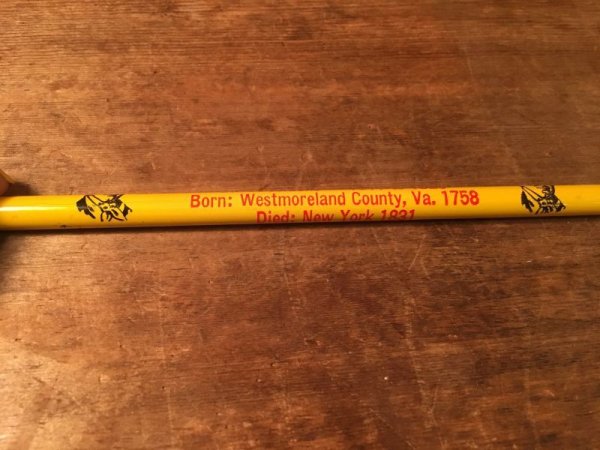 Born: Westmoreland County, Va. 1758
Died: New York 1831